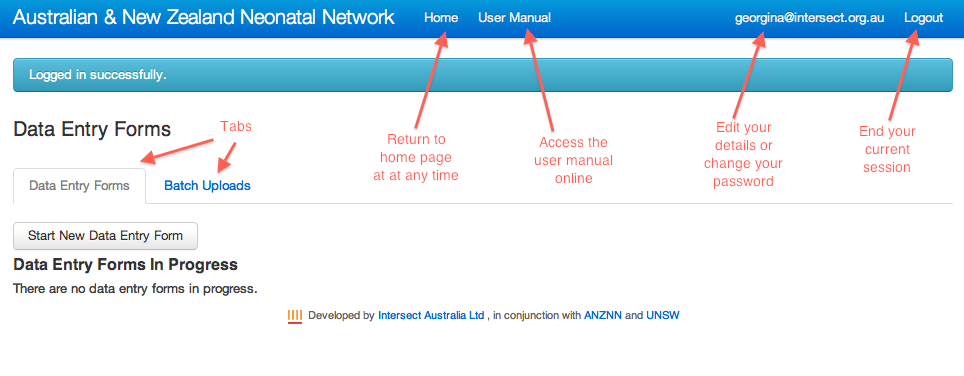 Australian & New Zealand Neonatal Network Home User Manual georgina@intersect.org.au Logout
Logged in successfully.
Data Entry Forms
Tabs
Return to
home page
at at any time
Access the
user manual
online
Edit your
details or
change your
password
End your
current
session
Data Entry Forms Batch Uploads
Start New Data Entry Form
Data Entry Forms In Progress
There are no data entry forms in progress.
Developed by Intersect Australia Ltd , in conjunction with ANZNN and UNSW